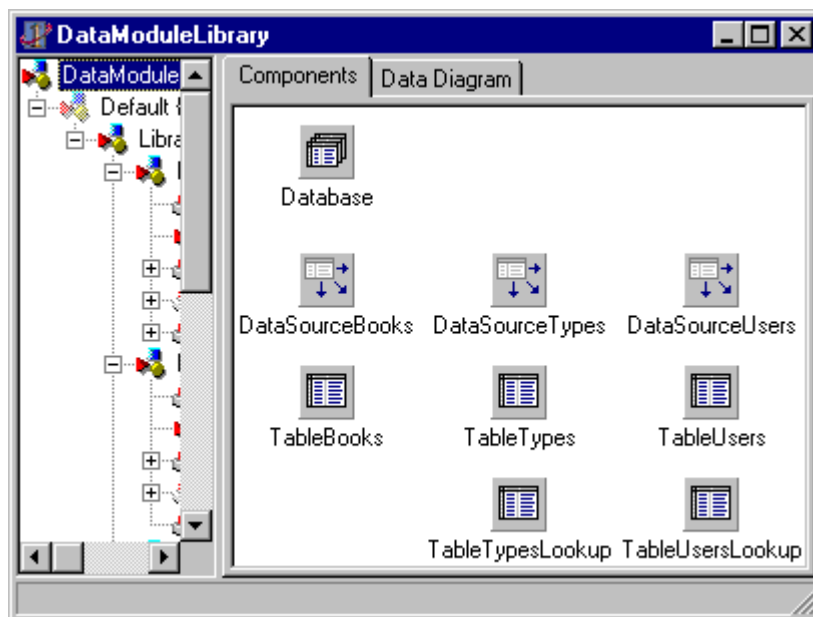 DataModuleLibrary
DataModule
Default
Libra
Components
Data Diagram
Database
DataSourceBooks DataSourceTypes DataSourceUsers
TableBooks TableTypes TableUsers
TableTypesLookup TableUsersLookup